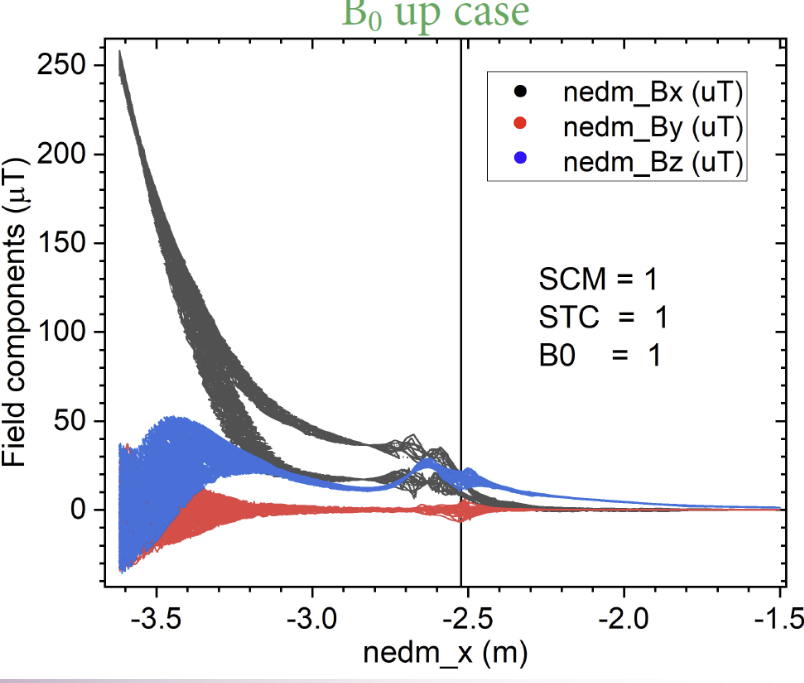 B₀ up case
250
200
150
100
50
0
Field components (μT)
nedm_Bx (uT)
nedm_By (uT)
nedm_Bz (uT)
SCM = 1
STC = 1
B0 = 1
-3.5 -3.0 -2.5 -2.0 -1.5
nedm_x (m)